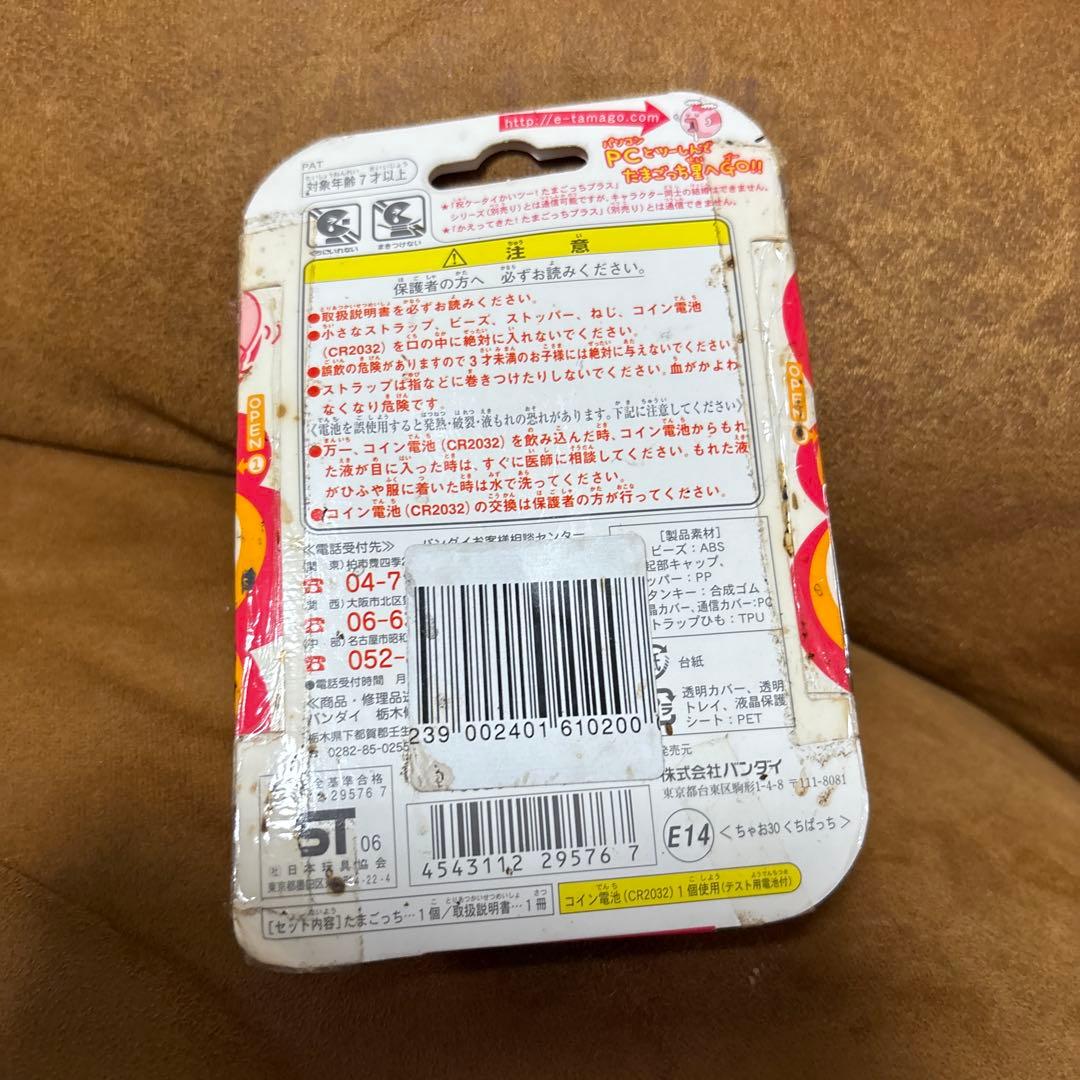 http://e-tamago.com
PCとツーしんで
たまごっち星へGO!!
PAT
対象年齢7才以上
★「祝ケータイかいツー!たまごっちプラス」
シリーズ(別売り)とは通信可能ですが、キャラクター同士の結婚はできません。
★「かえってきた!たまごっちプラス」(別売り)とは通信できません。
くちにいれない
まきつけない
注意
保護者の方へ 必ずお読みください。
●取扱説明書を必ずお読みください。
●小さなストラップ、ビーズ、ストッパー、ねじ、コイン電池
(CR2032)を口の中に絶対に入れないでください。
●誤飲の危険がありますので3才未満のお子様には絶対に与えないでください。
●ストラップは指などに巻きつけたりしないでください。血がかよわ
なくなり危険です。
〈電池を誤使用すると発熱・破裂・液もれの恐れがあります。下記に注意してください〉
●万一、コイン電池(CR2032)を飲み込んだ時、コイン電池からもれ
た液が目に入った時は、すぐに医師に相談してください。もれた液
がひふや服に着いた時は水で洗ってください。
●コイン電池(CR2032)の交換は保護者の方が行ってください。
OPEN
1
OPEN
≪電話受付先≫ バンダイお客様相談センター
(関 東)柏市豊四季2
☎ 04-7
(関 西)大阪市北区
☎ 06-6
(中 部)名古屋市昭和
☎ 052-
●電話受付時間 月
≪商品・修理品送
バンダイ 栃木
栃木県下都賀郡壬生
☎ 0282-85-0255
[製品素材]
ビーズ:ABS
起部キャップ、
ッパー:PP
タンキー:合成ゴム
晶カバー、通信カバー:PC
トラップひも:TPU
台紙
透明カバー、透明
トレイ、液晶保護
シート:PET
239 002401 610200
発売元
株式会社バンダイ
東京都台東区駒形1-4-8 〒111-8081
全基準合格
29576 7
ST 06
(社)日本玩具協会
東京都墨田区東 4-22-4
4543112 29576 7
E14
<ちゃお30 くちぱっち>
コイン電池(CR2032)1個使用(テスト用電池付)
[セット内容]たまごっち…1個/取扱説明書…1冊